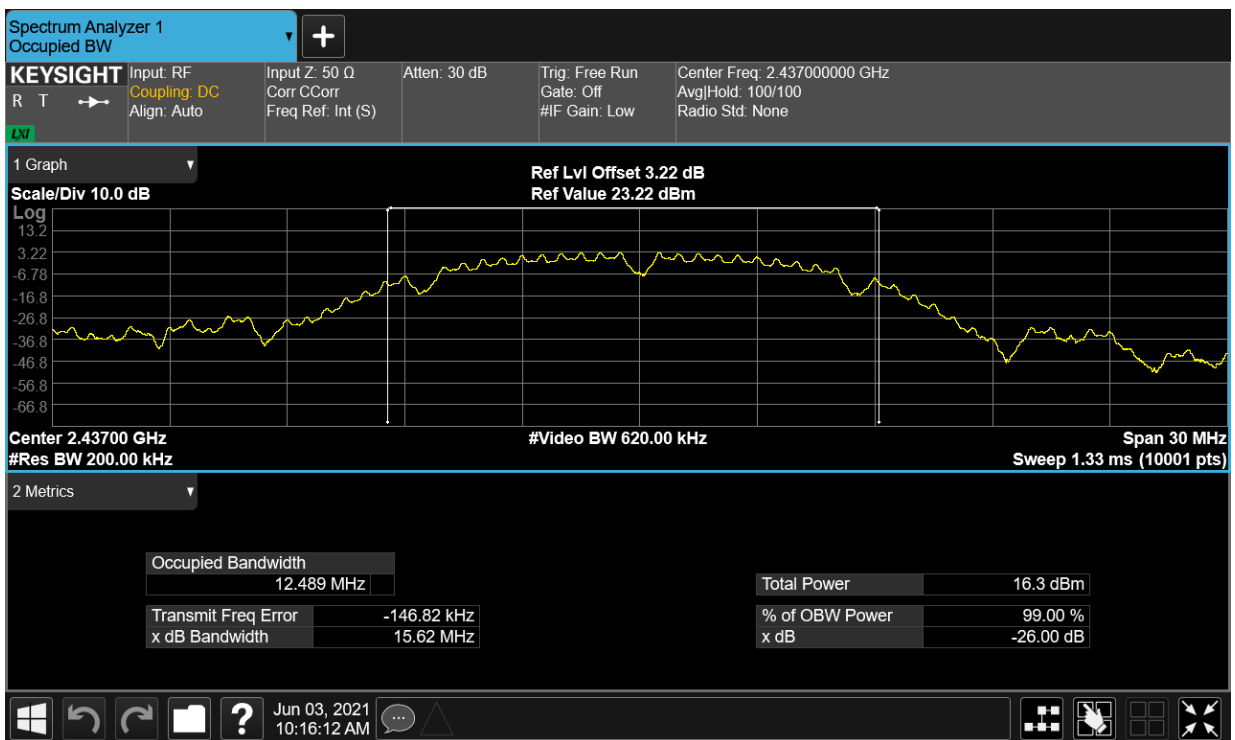 Spectrum Analyzer 1
Occupied BW
KEYSIGHT
R T
LXI
Input: RF
Coupling: DC
Align: Auto
Input Z: 50 Ω
Corr CCorr
Freq Ref: Int (S)
Atten: 30 dB
Trig: Free Run
Gate: Off
#IF Gain: Low
Center Freq: 2.437000000 GHz
Avg|Hold: 100/100
Radio Std: None
1 Graph
Scale/Div 10.0 dB
Ref Lvl Offset 3.22 dB
Ref Value 23.22 dBm
Log
13.2
3.22
-6.78
-16.8
-26.8
-36.8
-46.8
-56.8
-66.8
Center 2.43700 GHz
#Res BW 200.00 kHz
#Video BW 620.00 kHz
Span 30 MHz
Sweep 1.33 ms (10001 pts)
2 Metrics
Occupied Bandwidth
12.489 MHz
Transmit Freq Error -146.82 kHz
x dB Bandwidth 15.62 MHz
Total Power 16.3 dBm
% of OBW Power 99.00 %
x dB -26.00 dB
?
Jun 03, 2021
10:16:12 AM